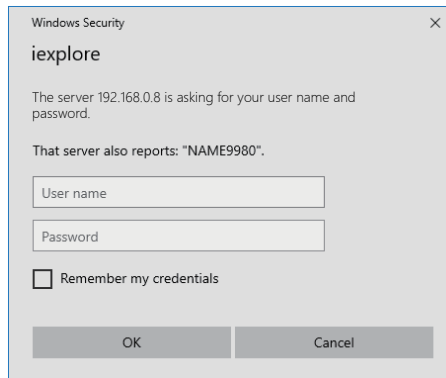 Windows Security
iexplore
The server 192.168.0.8 is asking for your user name and
password.
That server also reports: "NAME9980".
User name
Password
Remember my credentials
OK
Cancel